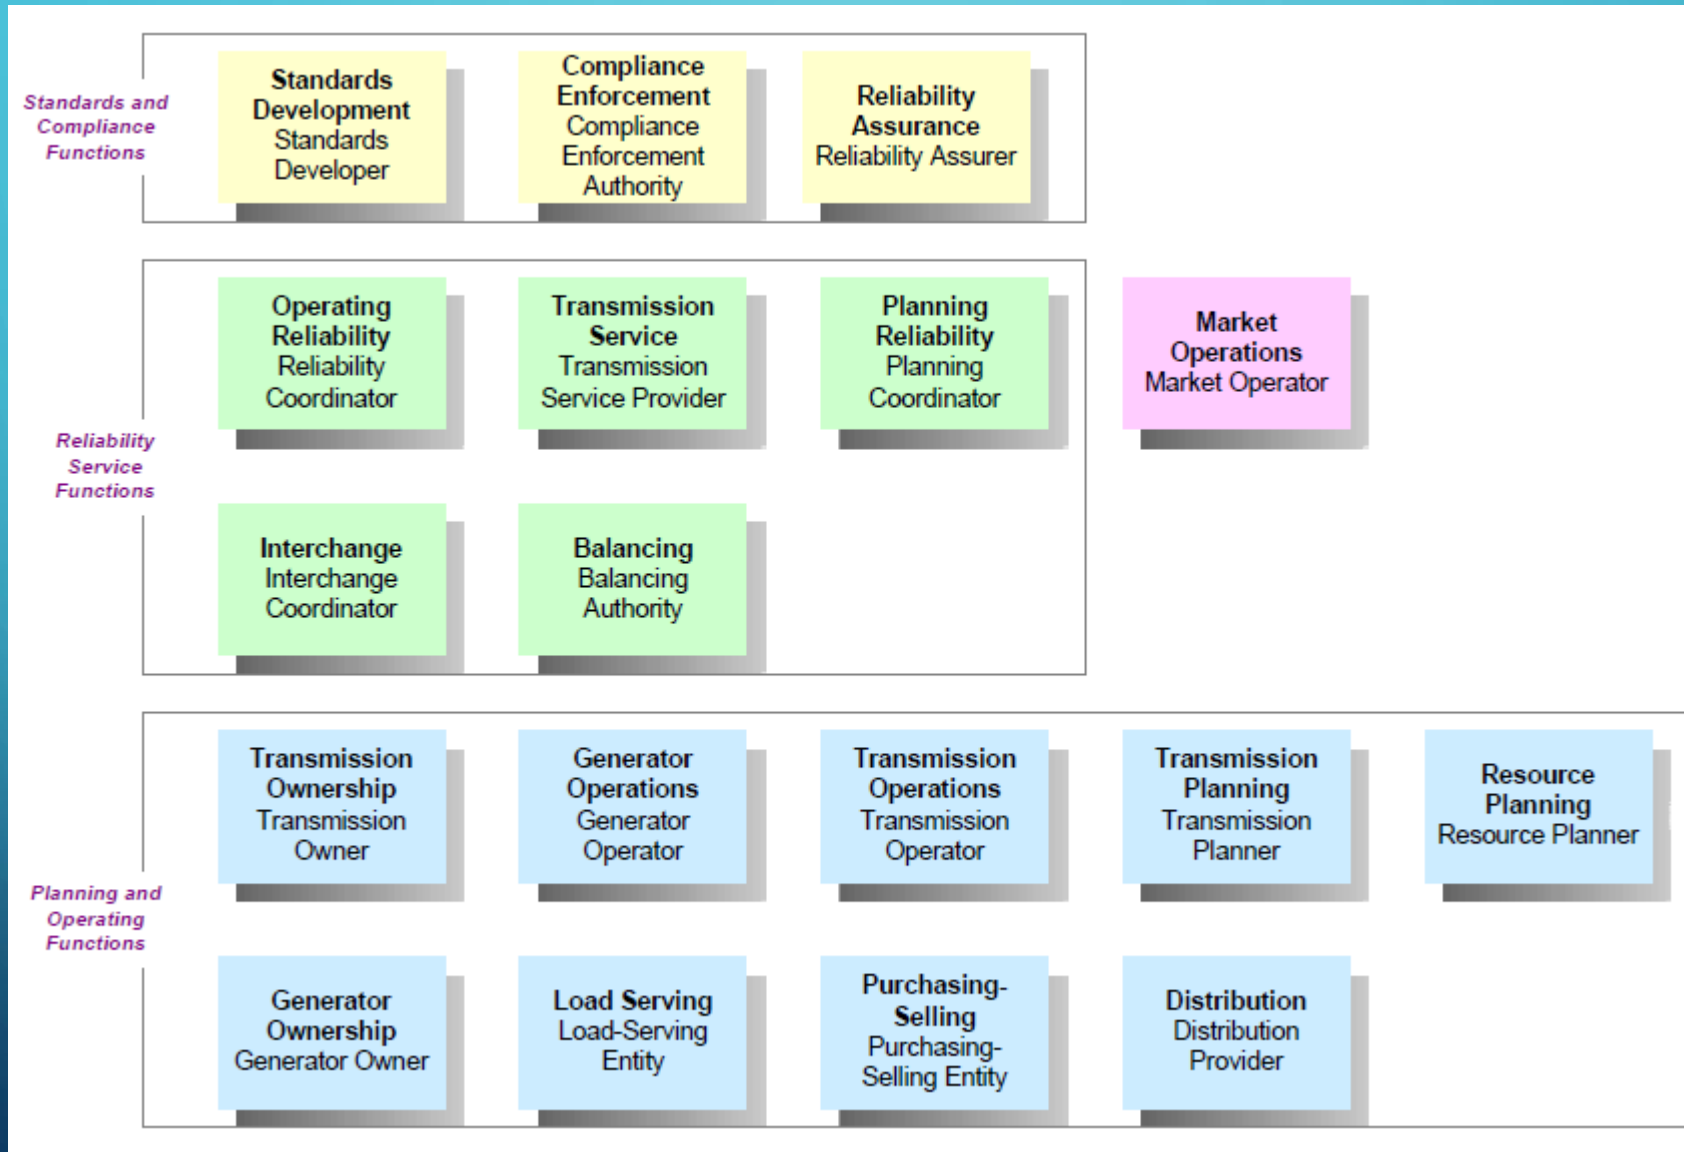 Standards and
Compliance
Functions
Standards
Development
Standards
Developer
Compliance
Enforcement
Compliance
Enforcement
Authority
Reliability
Assurance
Reliability Assurer
Reliability
Service
Functions
Operating
Reliability
Reliability
Coordinator
Transmission
Service
Transmission
Service Provider
Planning
Reliability
Planning
Coordinator
Market
Operations
Market Operator
Interchange
Interchange
Coordinator
Balancing
Balancing
Authority
Planning and
Operating
Functions
Transmission
Ownership
Transmission
Owner
Generator
Operations
Generator
Operator
Transmission
Operations
Transmission
Operator
Transmission
Planning
Transmission
Planner
Resource
Planning
Resource Planner
Generator
Ownership
Generator Owner
Load Serving
Load-Serving
Entity
Purchasing-
Selling
Purchasing-
Selling Entity
Distribution
Distribution
Provider